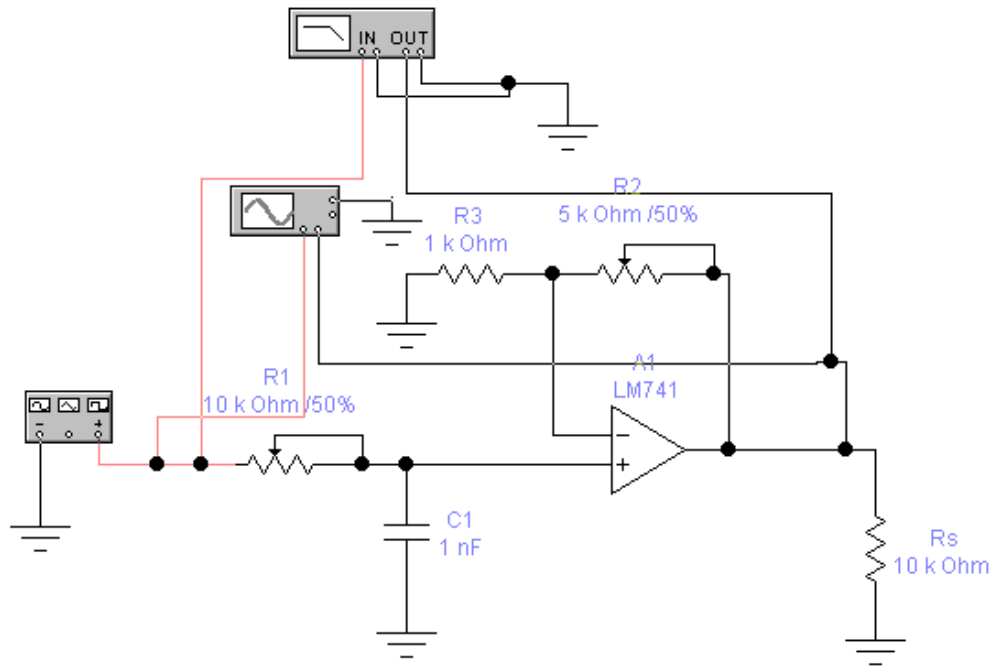 IN OUT
R2
5 k Ohm /50%
R3
1 k Ohm
A1
LM741
R1
10 k Ohm /50%
C1
1 nF
Rs
10 k Ohm